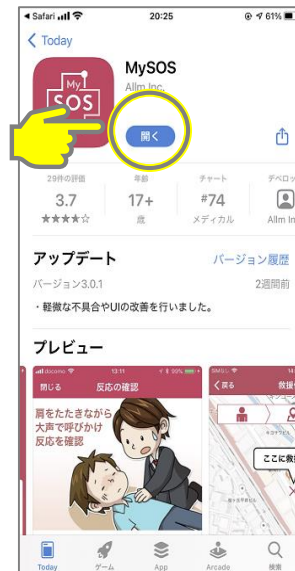 Safari 20:25 61%
Today
My
SOS
MySOS
Allm Inc.
開く
29件の評価 年齢 チャート デベロッ
3.7 17+ #74
★★★★☆ 歳 メディカル Allm In
アップデート バージョン履歴
バージョン3.0.1 2週間前
・軽微な不具合やUIの改善を行いました。
プレビュー
docomo 13:11 99%
閉じる 反応の確認
肩をたたきながら
大声で呼びかけ
反応を確認
戻る 救援
ここに救
Today ゲーム App Arcade 検索